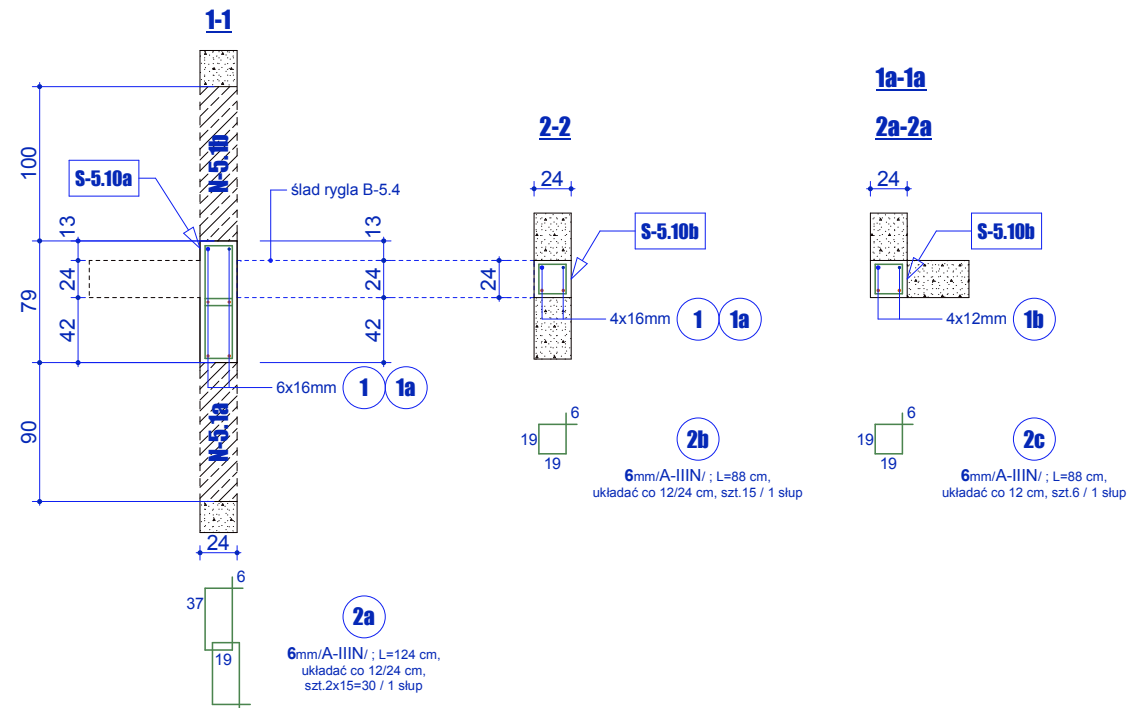 1-1
N-5.1b
S-5.10a
100
79
90
13
24
42
ślad rygla B-5.4
13
24
42
24
6x16mm 1 1a
N-5.1a
24
6
37
19
2a
6mm/A-IIIN/ ; L=124 cm,
układać co 12/24 cm,
szt.2x15=30 / 1 słup
2-2
24
S-5.10b
4x16mm 1 1a
6
19
19
2b
6mm/A-IIIN/ ; L=88 cm,
układać co 12/24 cm, szt.15 / 1 słup
1a-1a
2a-2a
24
S-5.10b
4x12mm 1b
6
19
19
2c
6mm/A-IIIN/ ; L=88 cm,
układać co 12 cm, szt.6 / 1 słup